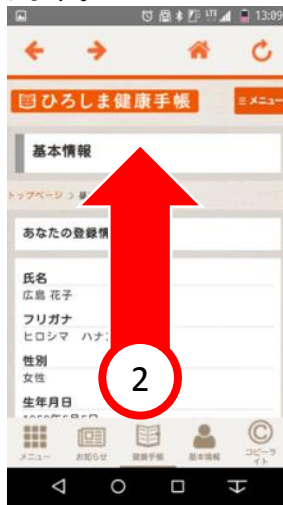 LTE 13:09
ひろしま健康手帳
≡ メニュー
基本情報
トップページ >
あなたの登録情
氏名
広島 花子
フリガナ
ヒロシマ ハナ
性別
女性
2
生年月日
メニュー お知らせ 健康手帳 基本情報 コピーライト